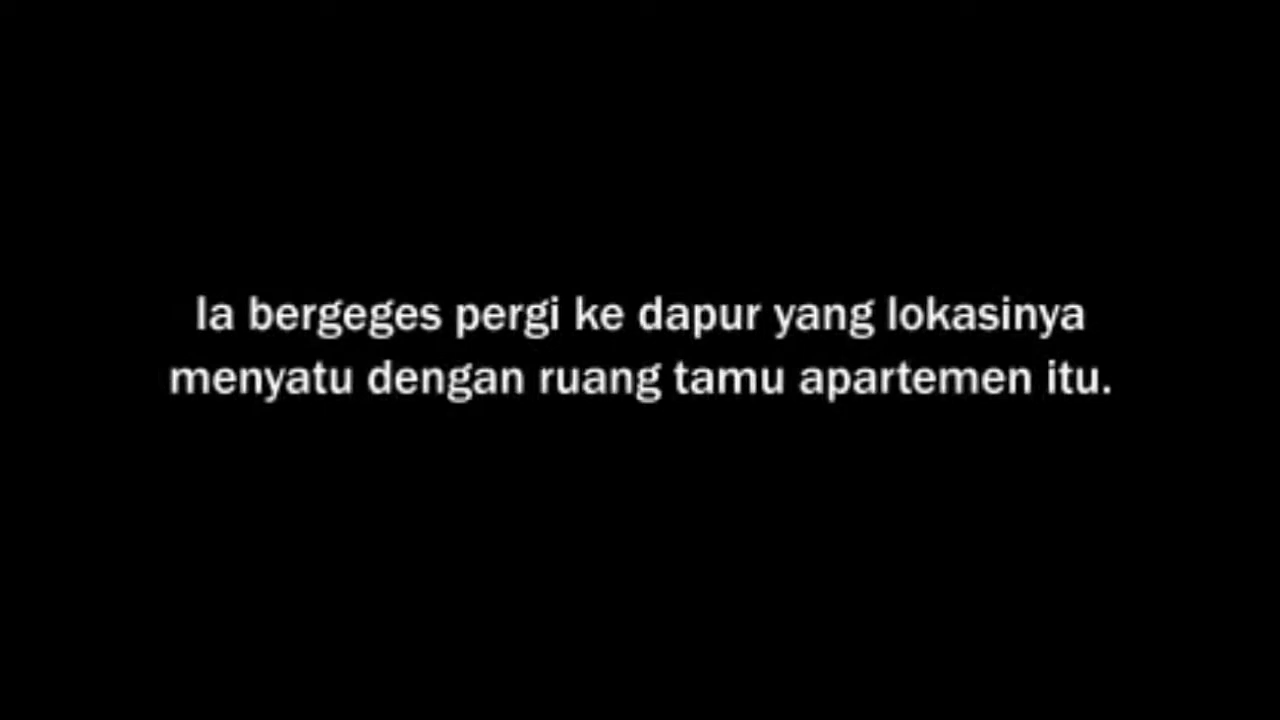 Ia bergeges pergi ke dapur yang lokasinya
menyatu dengan ruang tamu apartemen itu.